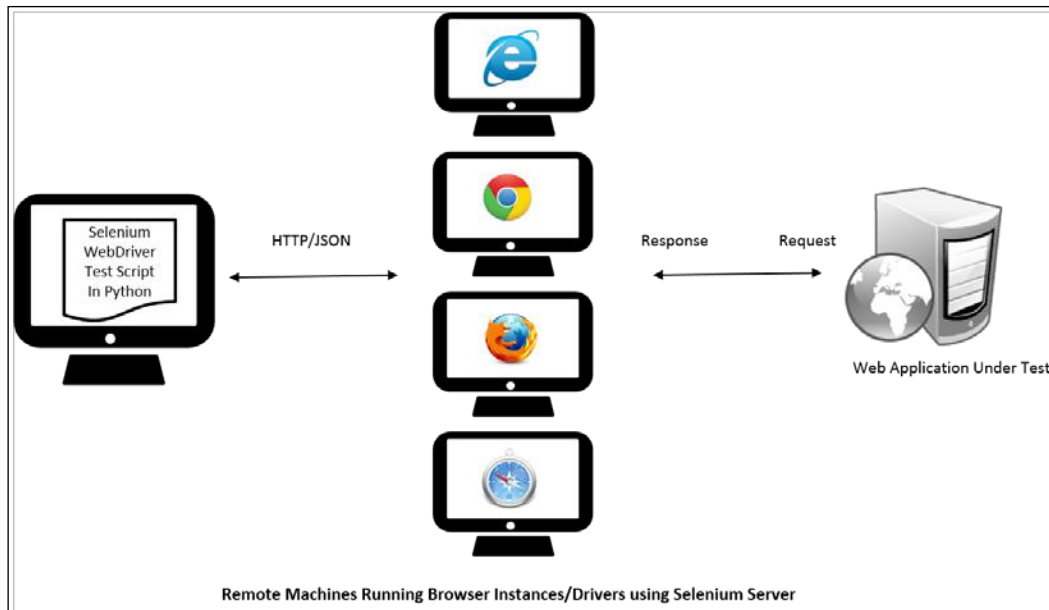 Selenium
WebDriver
Test Script
In Python
HTTP/JSON
Response
Request
Web Application Under Test
Remote Machines Running Browser Instances/Drivers using Selenium Server